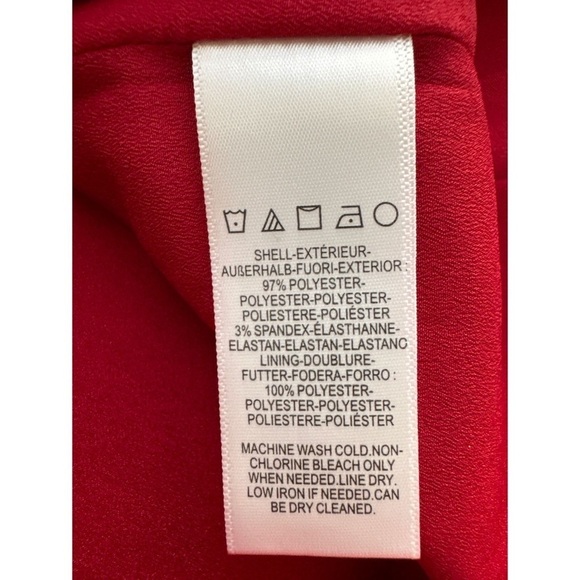 SHELL-EXTÉRIEUR-
AUßERHALB-FUORI-EXTERIOR :
97% POLYESTER-
POLYESTER-POLYESTER-
POLIESTERE-POLIÉSTER
3% SPANDEX-ÉLASTHANNE-
ELASTAN-ELASTAN-ELASTANO
LINING-DOUBLURE-
FUTTER-FODERA-FORRO :
100% POLYESTER-
POLYESTER-POLYESTER-
POLIESTERE-POLIÉSTER
MACHINE WASH COLD.NON-
CHLORINE BLEACH ONLY
WHEN NEEDED.LINE DRY.
LOW IRON IF NEEDED.CAN
BE DRY CLEANED.